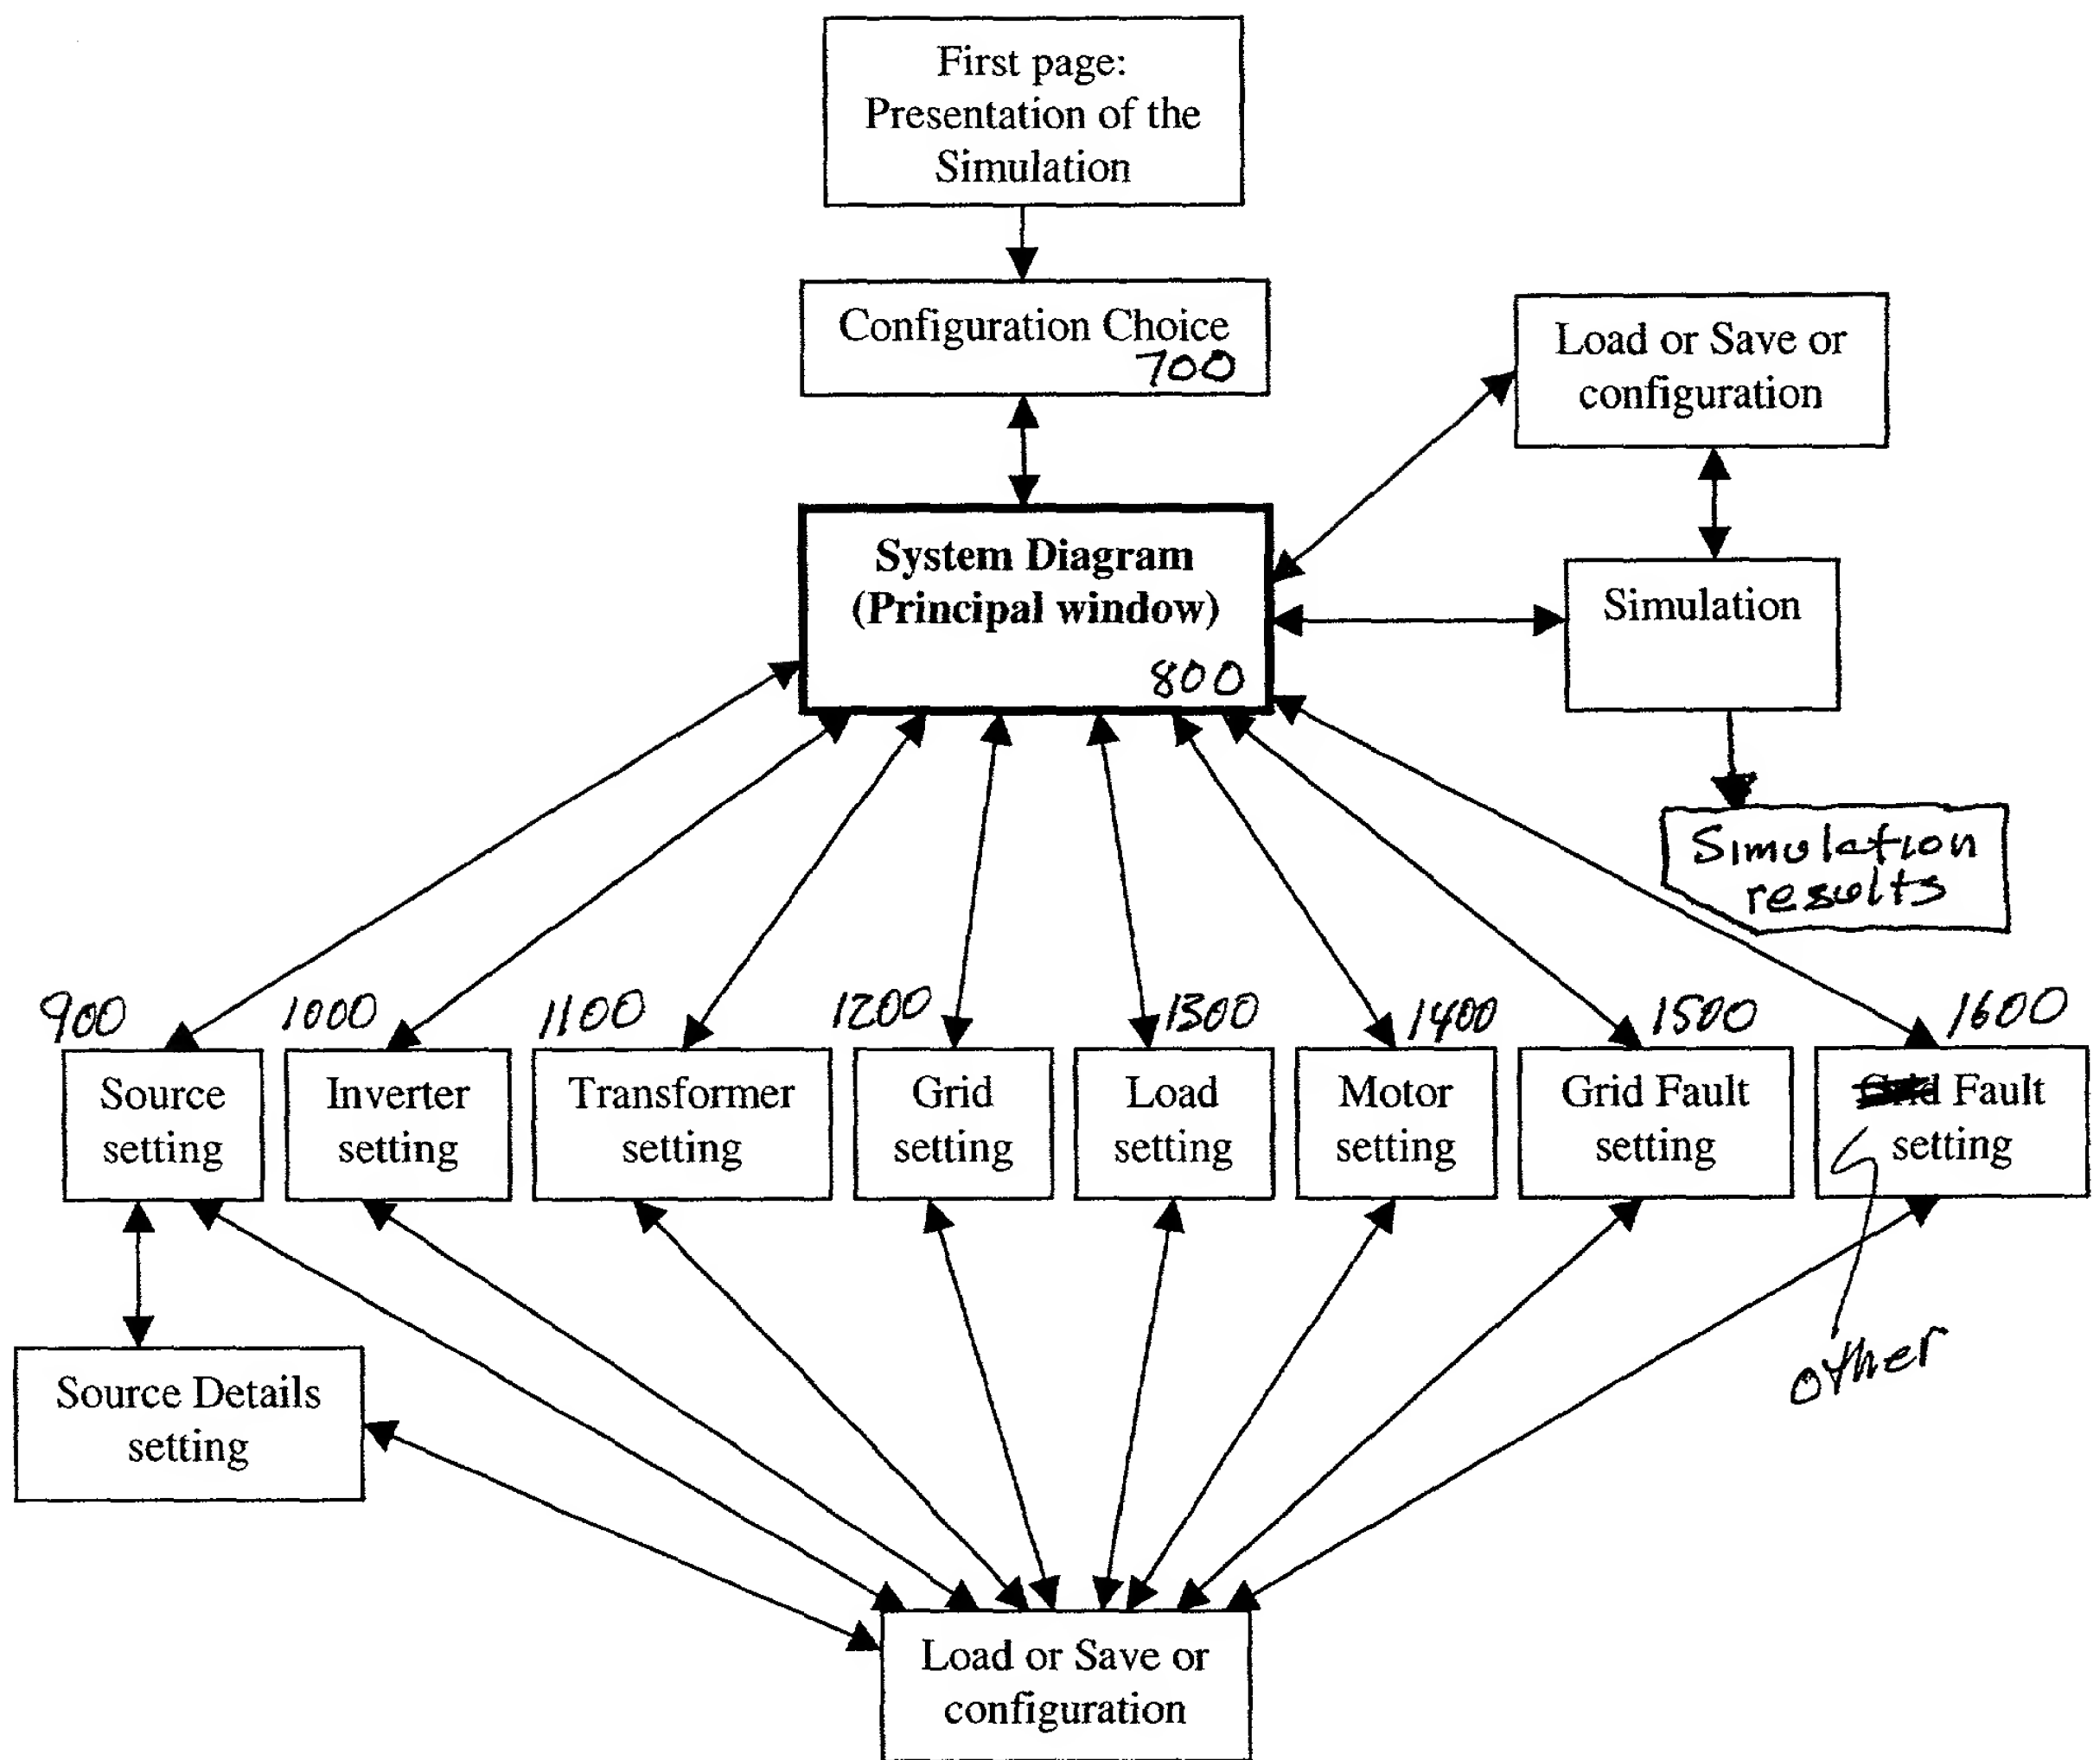 First page:
Presentation of the
Simulation
Configuration Choice
700
Load or Save or
configuration
System Diagram
(Principal window)
800
Simulation
Simulation
results
900
1000
1100
1200
1300
1400
1500
1600
Source
setting
Inverter
setting
Transformer
setting
Grid
setting
Load
setting
Motor
setting
Grid Fault
setting
Grid Fault
setting
other
Source Details
setting
Load or Save or
configuration